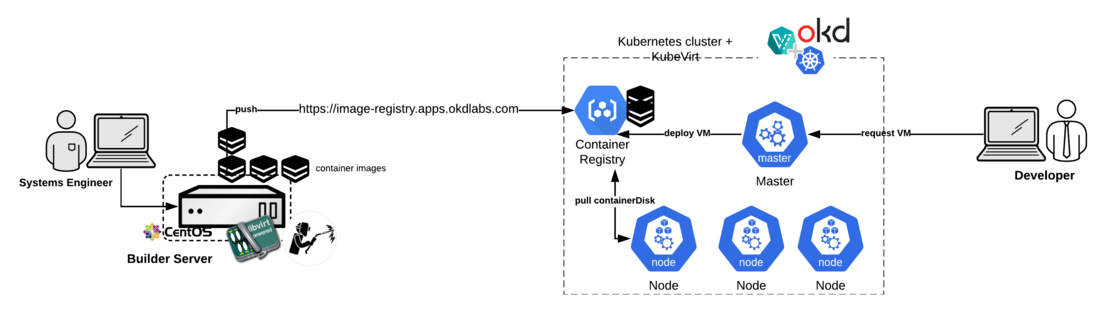 okd
Kubernetes cluster +
KubeVirt
push
https://image-registry.apps.okdlabs.com
deploy VM
request VM
Container
Registry
master
Master
container images
Systems Engineer
Developer
pull containerDisk
CentOS
libvirt
Builder Server
node
node
node
Node
Node
Node